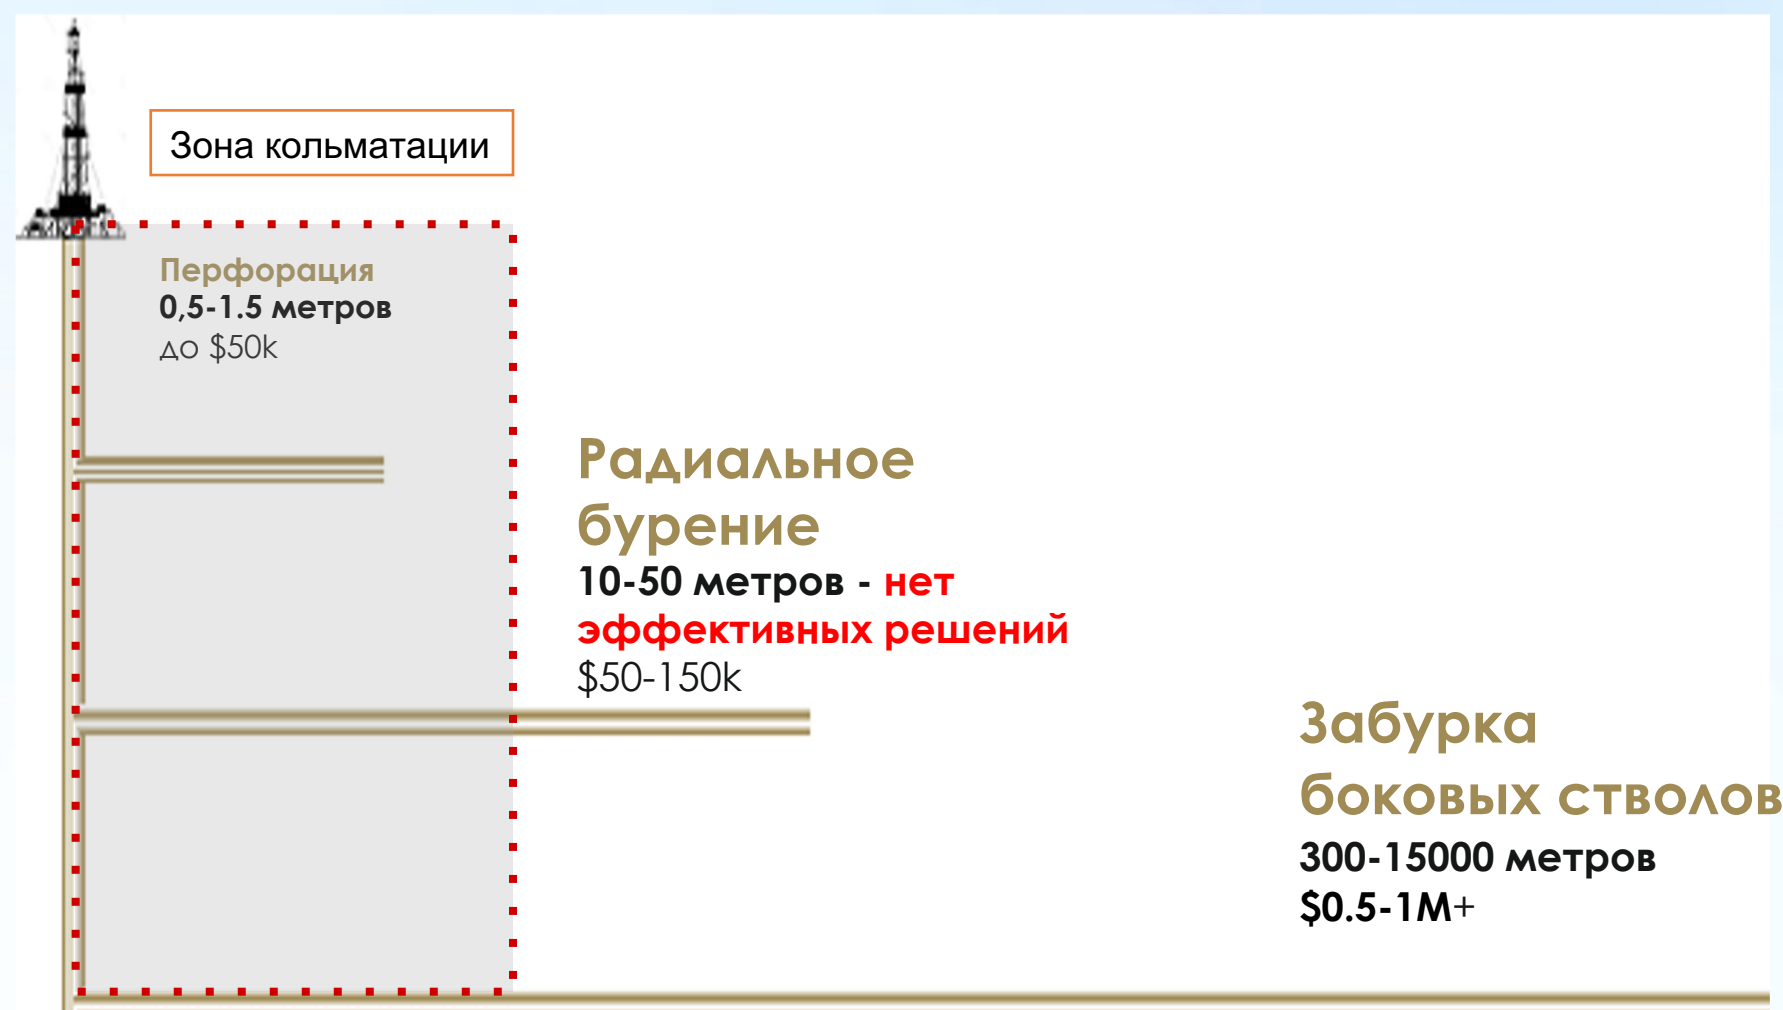 Зона кольматации
Перфорация
0,5-1.5 метров
до $50k
Радиальное
бурение
10-50 метров - нет
эффективных решений
$50-150k
Забурка
боковых стволов
300-15000 метров
$0.5-1M+